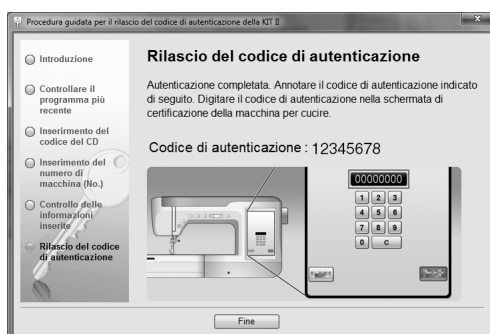 Procedura guidata per il rilascio del codice di autenticazione della KIT II
x
Introduzione
Controllare il
programma più
recente
Inserimento del
codice del CD
Inserimento del
numero di
macchina (No.)
Controllo delle
informazioni
inserite
Rilascio del codice
di autenticazione
Rilascio del codice di autenticazione
Autenticazione completata. Annotare il codice di autenticazione indicato
di seguito. Digitare il codice di autenticazione nella schermata di
certificazione della macchina per cucire.
Codice di autenticazione : 12345678
00000000
1 2 3
4 5 6
7 8 9
0 C
Fine